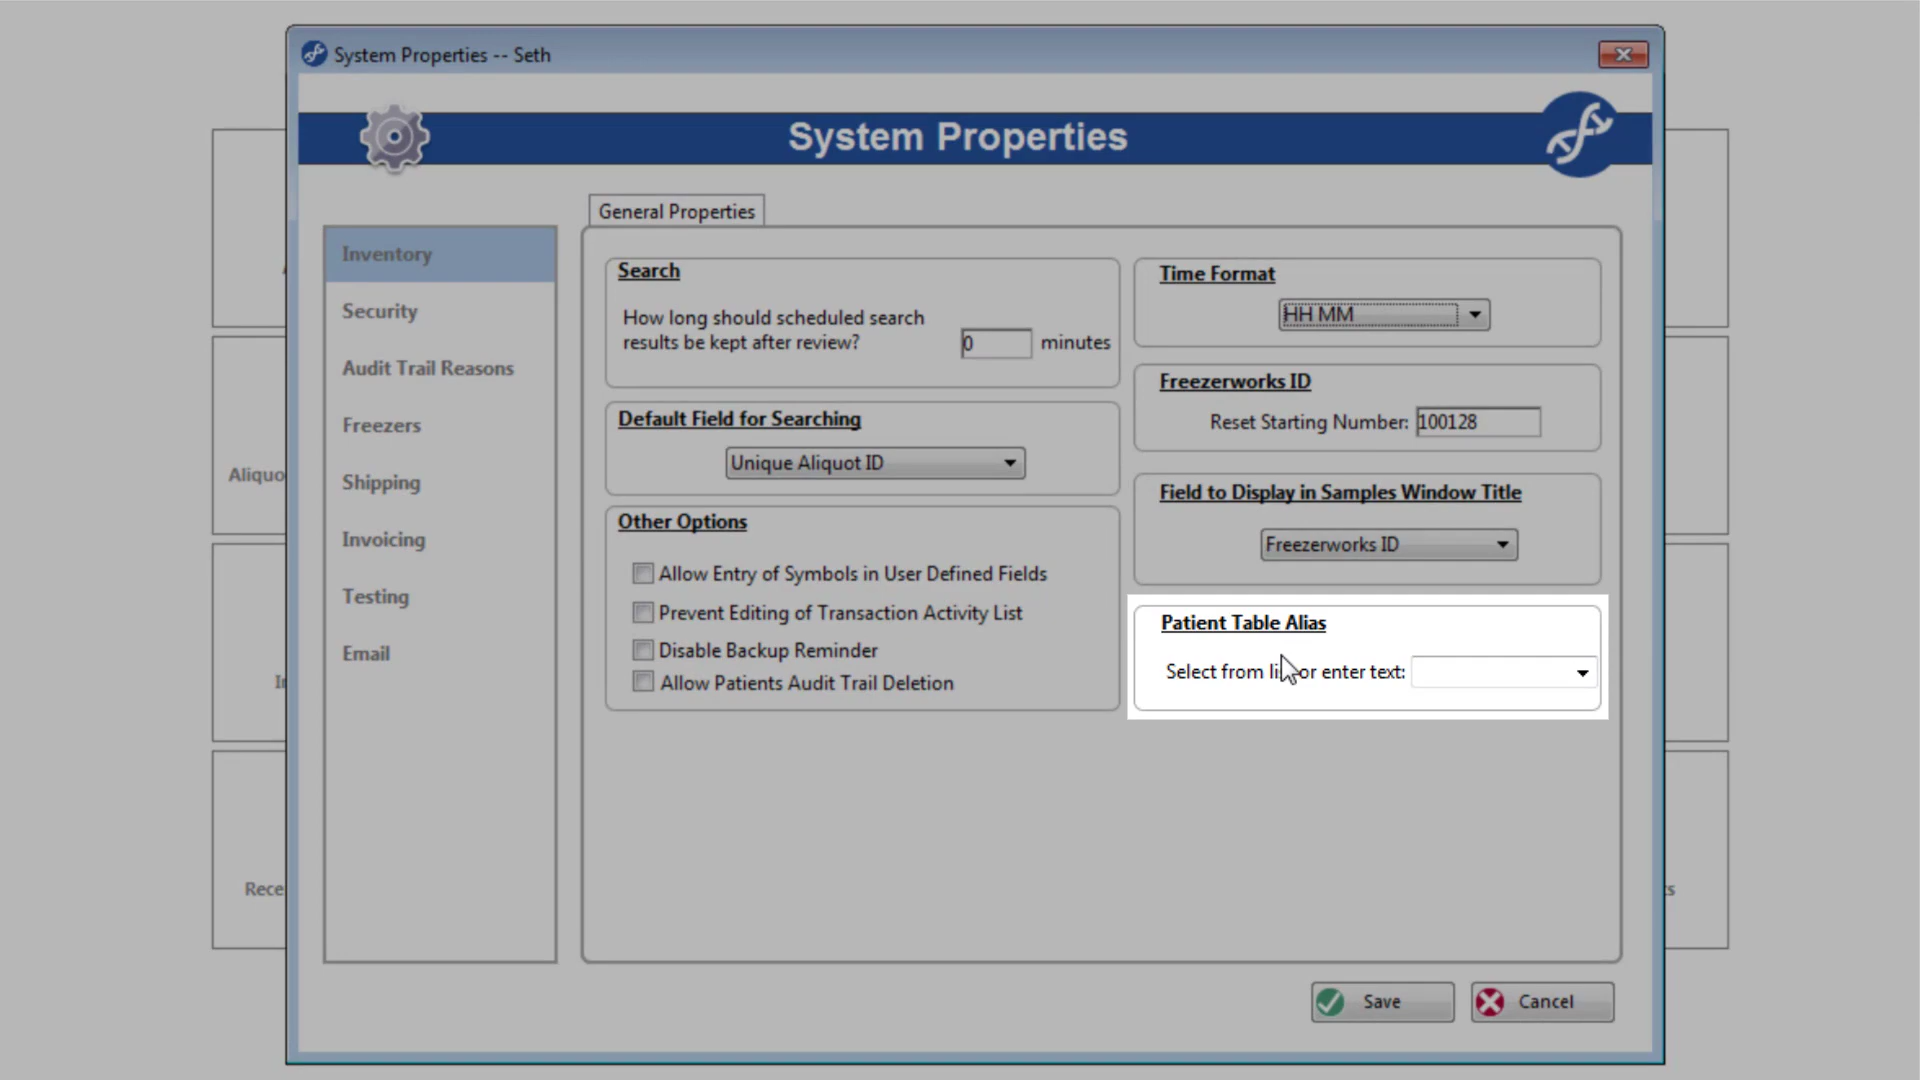 System Properties -- Seth
System Properties
General Properties
Inventory
Security
Audit Trail Reasons
Freezers
Shipping
Invoicing
Testing
Email
Search
How long should scheduled search
results be kept after review?
0 minutes
Default Field for Searching
Unique Aliquot ID
Other Options
Allow Entry of Symbols in User Defined Fields
Prevent Editing of Transaction Activity List
Disable Backup Reminder
Allow Patients Audit Trail Deletion
Time Format
HH MM
Freezerworks ID
Reset Starting Number: 100128
Field to Display in Samples Window Title
Freezerworks ID
Patient Table Alias
Select from li or enter text:
Save
Cancel
Aliquo
Rece